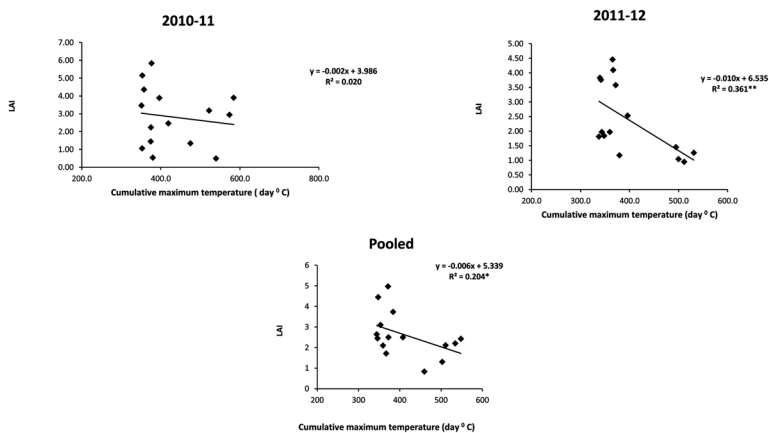 2010-11
7.00
6.00
5.00
4.00
3.00
2.00
1.00
0.00
LAI
y = -0.002x + 3.986
R² = 0.020
200.0 400.0 600.0 800.0
Cumulative maximum temperature ( day ⁰ C)
2011-12
5.00
4.50
4.00
3.50
3.00
2.50
2.00
1.50
1.00
0.50
0.00
LAI
y = -0.010x + 6.535
R² = 0.361**
200.0 300.0 400.0 500.0 600.0
Cumulative maximum temperature (day ⁰ C)
Pooled
6
5
4
3
2
1
0
LAI
y = -0.006x + 5.339
R² = 0.204*
200 300 400 500 600
Cumulative maximum temperature (day ⁰ C)